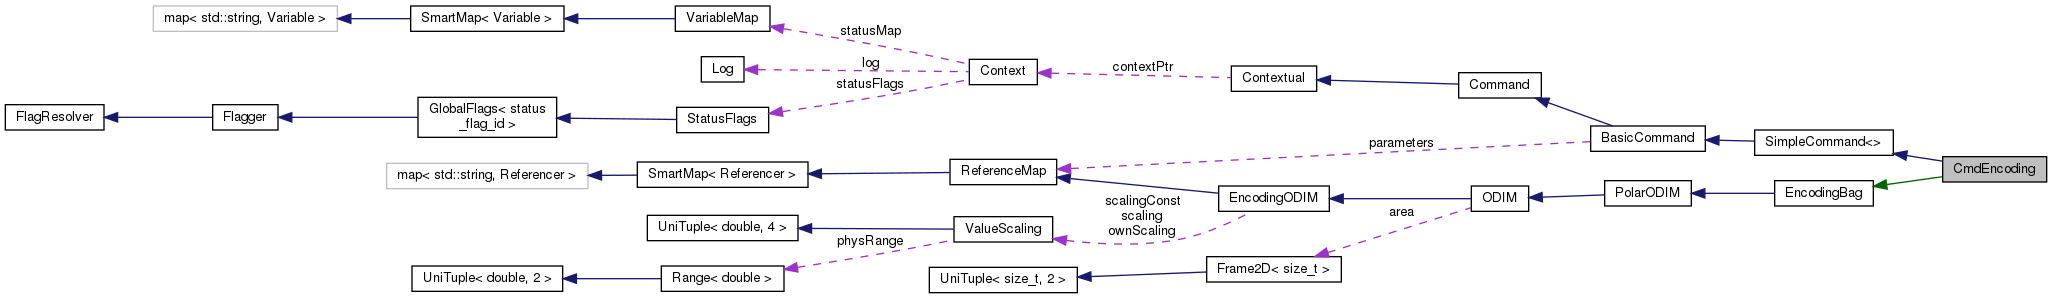 map< std::string, Variable >
SmartMap< Variable >
VariableMap
statusMap
Log
log
Context
contextPtr
Contextual
Command
statusFlags
FlagResolver
Flagger
GlobalFlags< status
_flag_id >
StatusFlags
BasicCommand
SimpleCommand<>
parameters
CmdEncoding
map< std::string, Referencer >
SmartMap< Referencer >
ReferenceMap
EncodingODIM
ODIM
PolarODIM
EncodingBag
scalingConst
scaling
ownScaling
area
UniTuple< double, 4 >
ValueScaling
physRange
UniTuple< double, 2 >
Range< double >
UniTuple< size_t, 2 >
Frame2D< size_t >